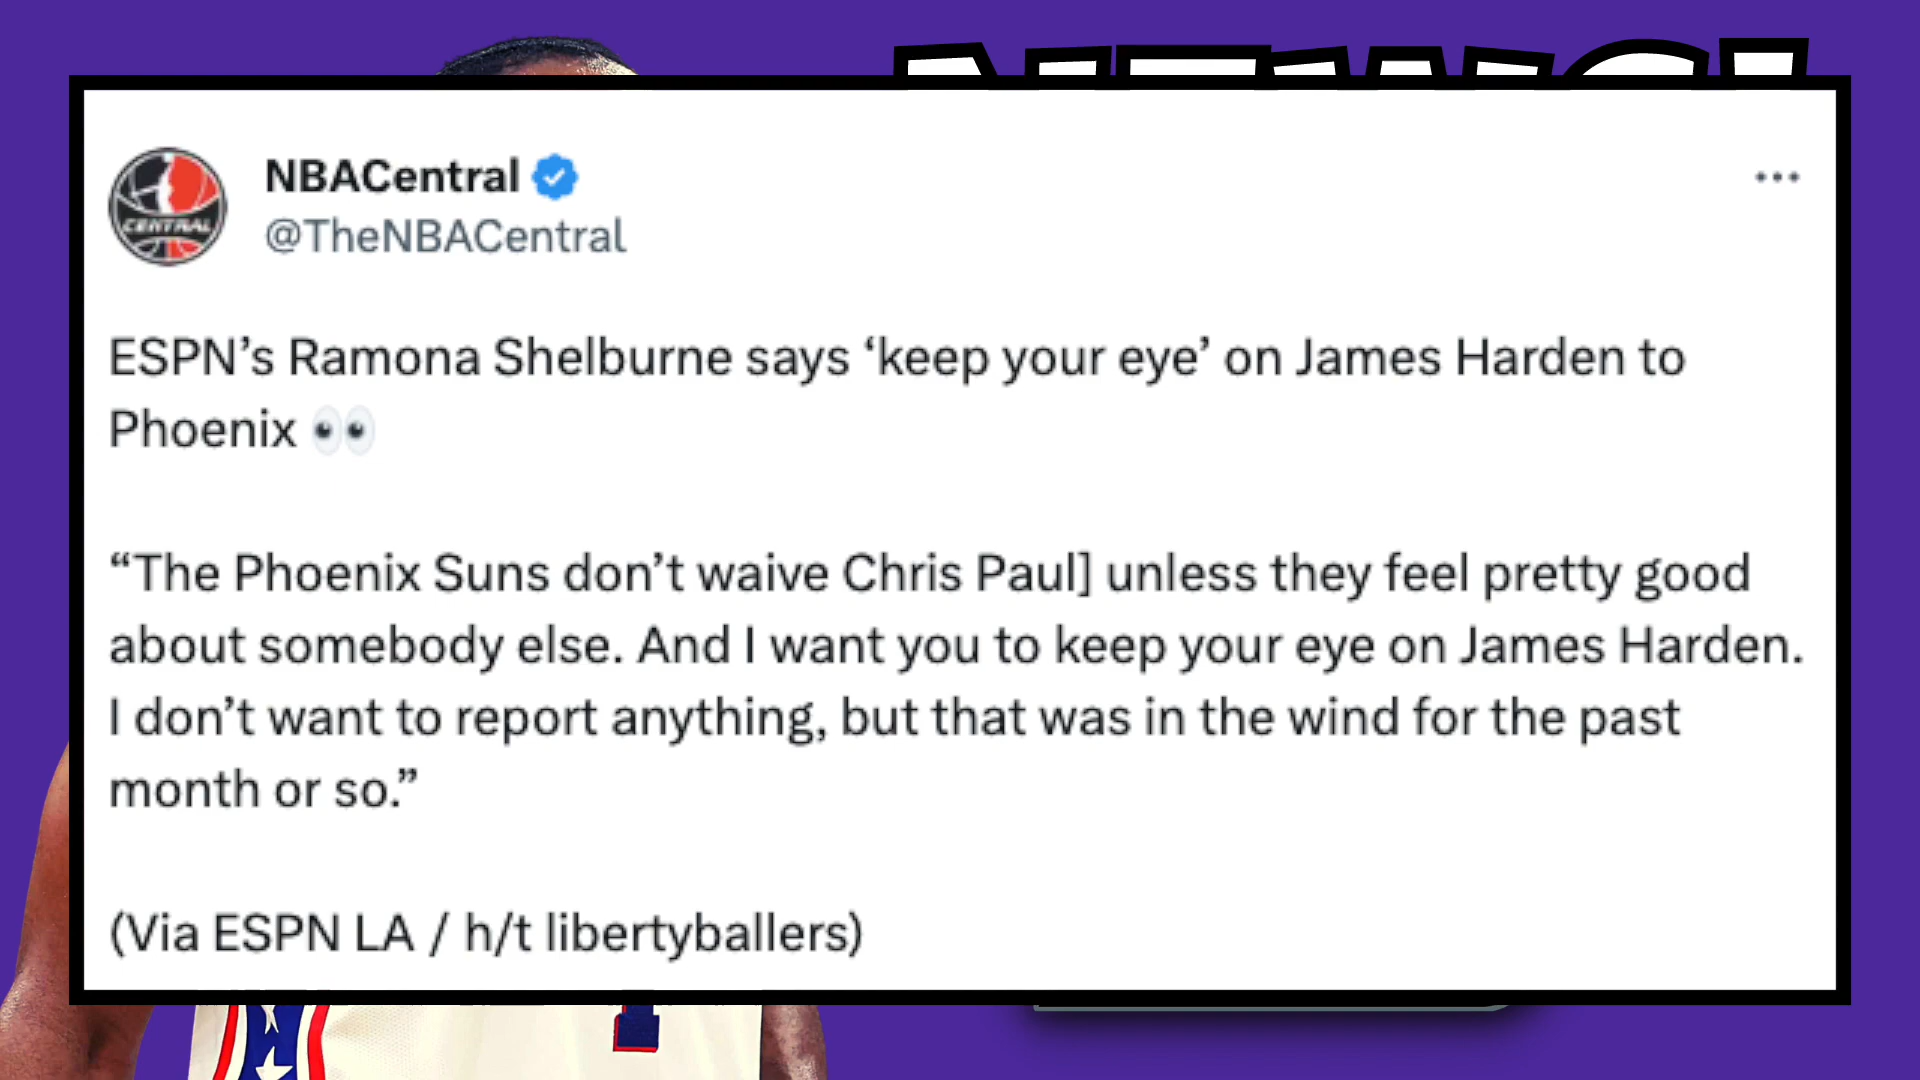 NBACentral
@TheNBACentral
CENTRAL
ESPN’s Ramona Shelburne says ‘keep your eye’ on James Harden to
Phoenix 👀
“The Phoenix Suns don’t waive Chris Paul] unless they feel pretty good
about somebody else. And I want you to keep your eye on James Harden.
I don’t want to report anything, but that was in the wind for the past
month or so.”
(Via ESPN LA / h/t libertyballers)